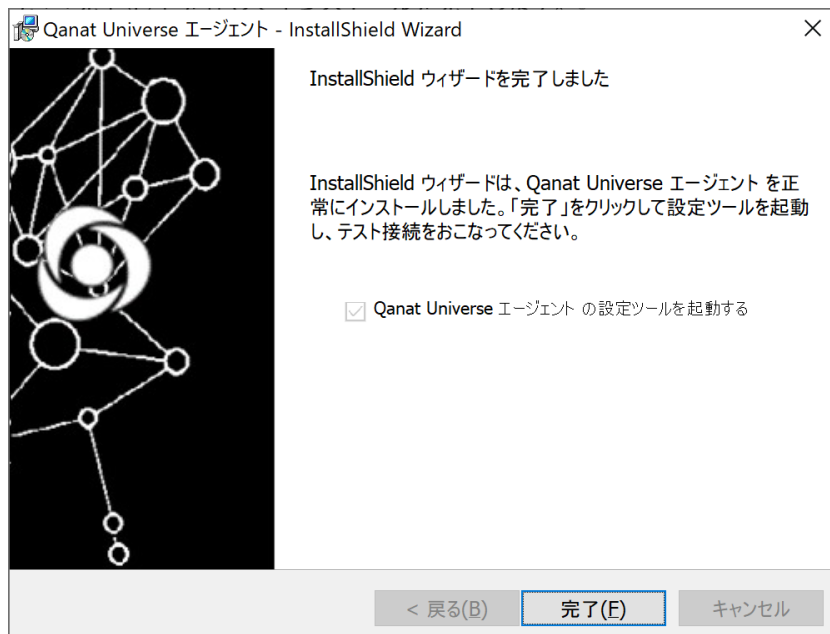 Qanat Universe エージェント - InstallShield Wizard
InstallShield ウィザードを完了しました
InstallShield ウィザードは、Qanat Universe エージェント を正
常にインストールしました。「完了」をクリックして設定ツールを起動
し、テスト接続をおこなってください。
Qanat Universe エージェント の設定ツールを起動する
< 戻る(B)
完了(F)
キャンセル